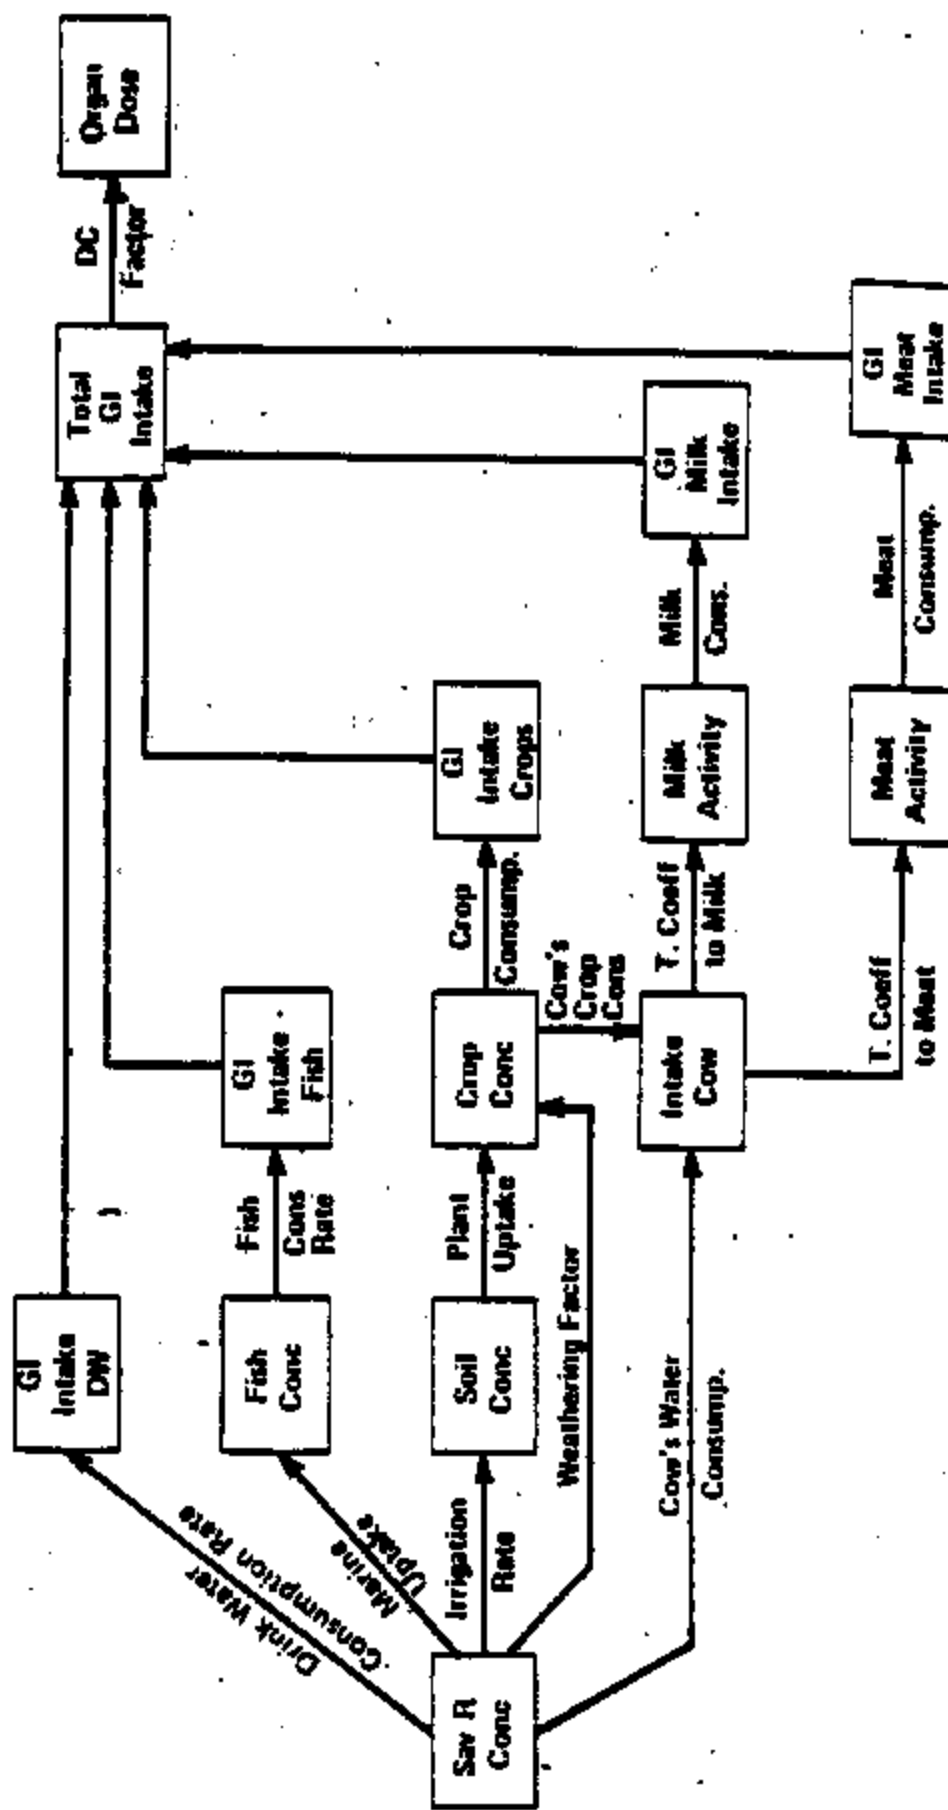 Sav R
Conc
Drink Water
Consumption Rate
Marine
Uptake
Irrigation
Rate
Weathering Factor
Cow's Water
Consump.
GI
Intake
DW
Fish
Conc
Soil
Conc
Fish
Cons
Rate
Plant
Uptake
GI
Intake -
Fish
Crop
Conc
Cow's
Crop
Cons
Intake
Cow
Crop
Consump.
T. Coeff
to Milk
T. Coeff
to Meat
GI
Intake
Crops
Milk
Activity
Meat
Activity
Milk
Cons.
Meat
Consump.
GI
Milk
Intake
GI
Meat
Intake
Total
GI
Intake
DC
Factor
Organ
Dose